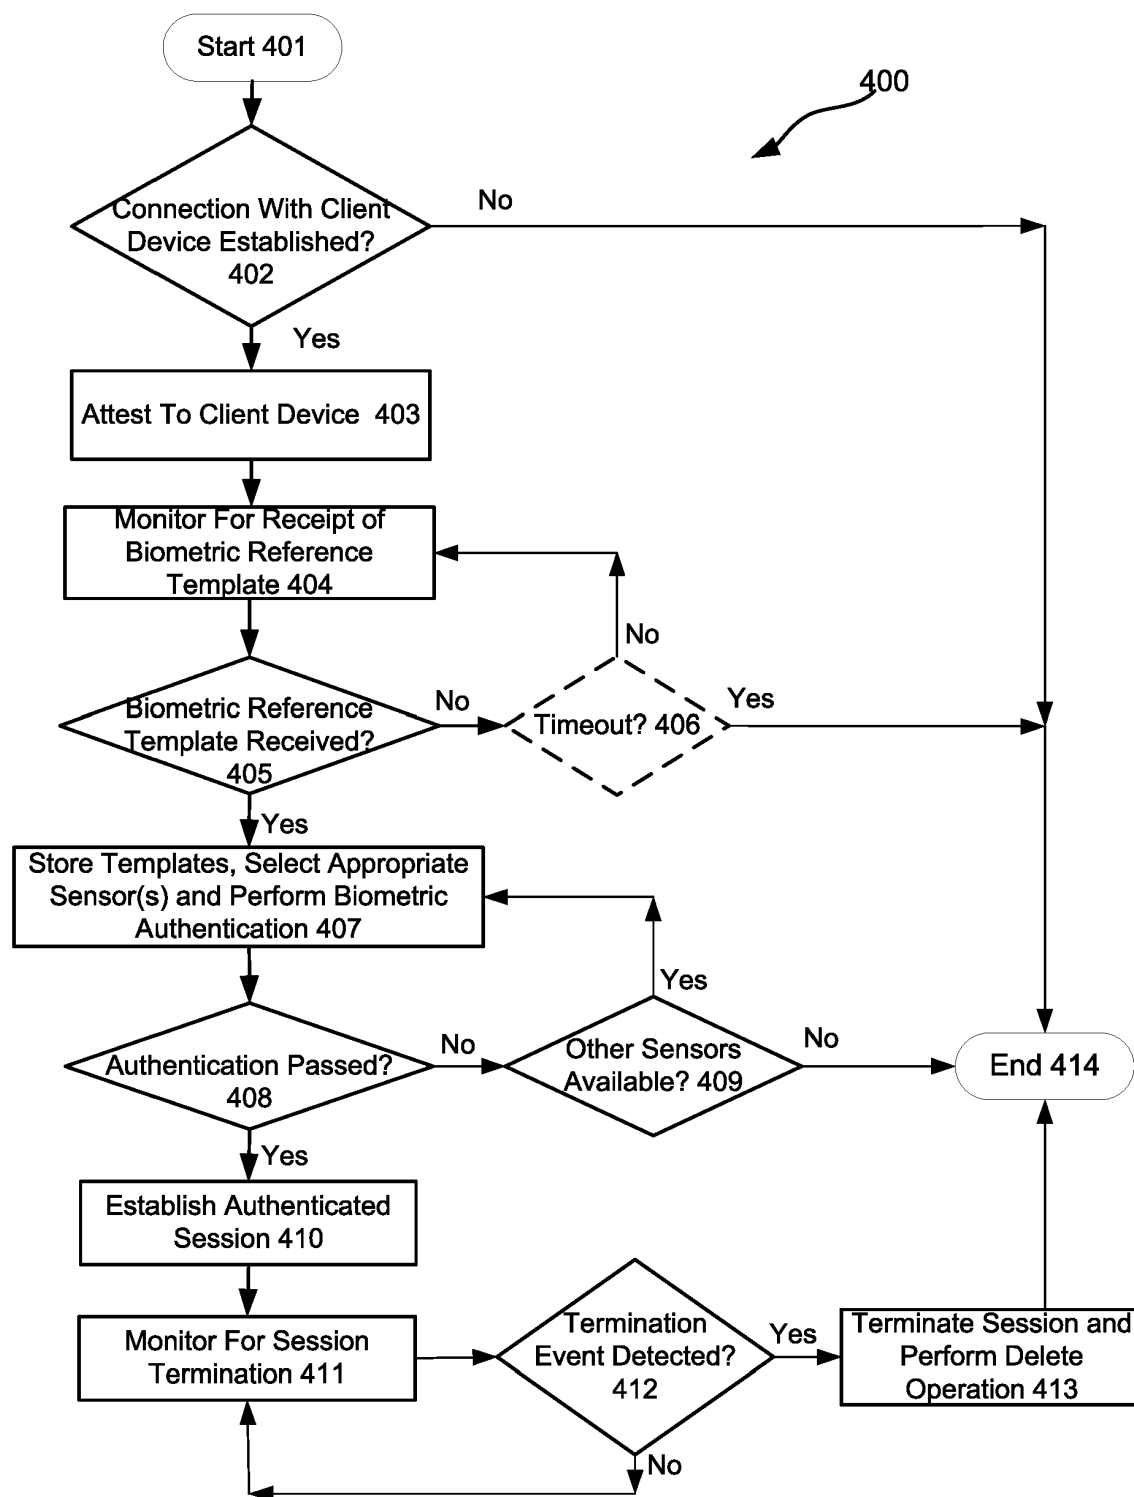 Start 401
400
Connection With Client
Device Established?
402
No
Yes
Attest To Client Device 403
Monitor For Receipt of
Biometric Reference
Template 404
No
Biometric Reference
Template Received?
405
No
Timeout? 406
Yes
Yes
Store Templates, Select Appropriate
Sensor(s) and Perform Biometric
Authentication 407
Yes
Authentication Passed?
408
No
Other Sensors
Available? 409
No
End 414
Yes
Establish Authenticated
Session 410
Monitor For Session
Termination 411
Termination
Event Detected?
412
Yes
Terminate Session and
Perform Delete
Operation 413
No